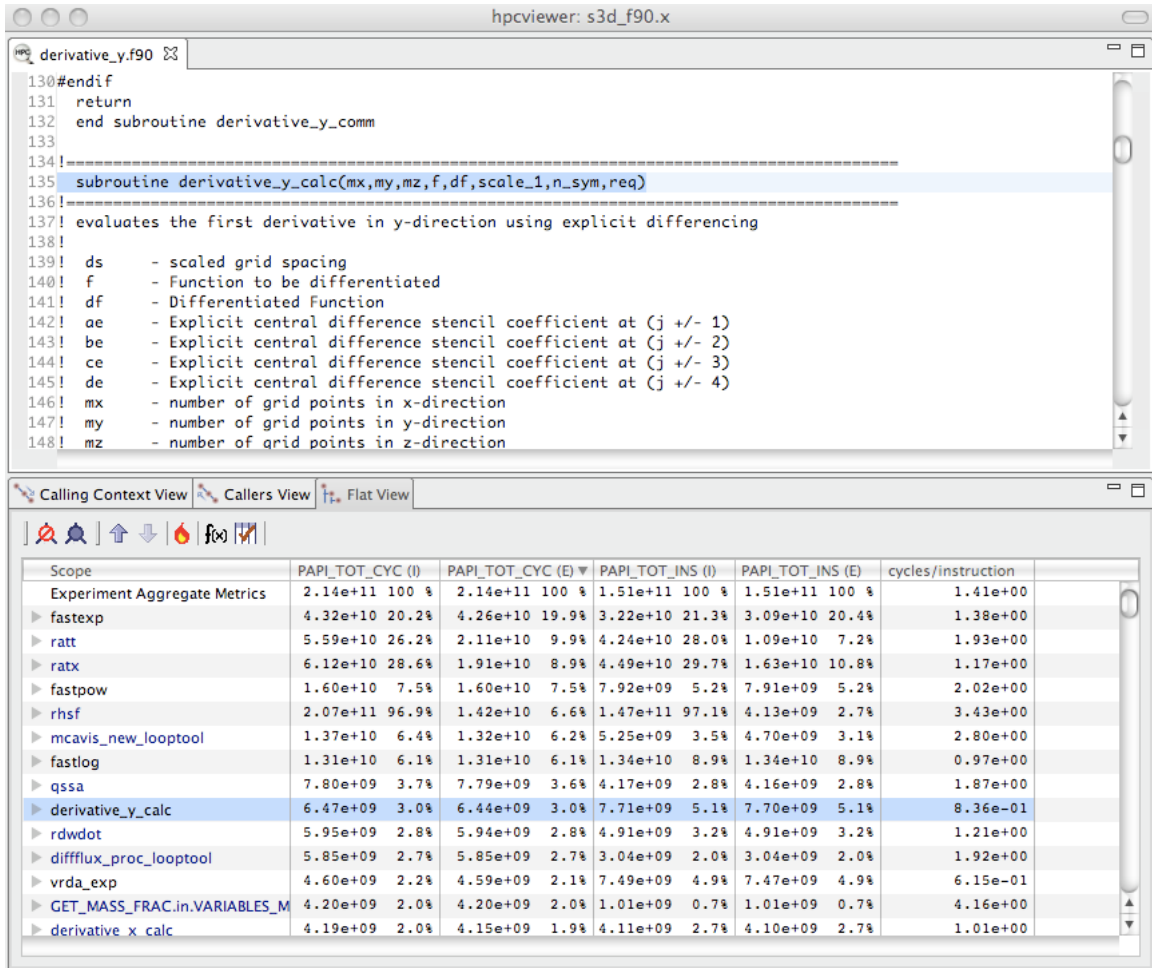 hpcviewer: s3d_f90.x
HPC derivative_y.f90
130#endif
131 return
132 end subroutine derivative_y_comm
133
134!=========================================================================================
135 subroutine derivative_y_calc(mx,my,mz,f,df,scale_1,n_sym,req)
136!=========================================================================================
137! evaluates the first derivative in y-direction using explicit differencing
138!
139! ds - scaled grid spacing
140! f - Function to be differentiated
141! df - Differentiated Function
142! ae - Explicit central difference stencil coefficient at (j +/- 1)
143! be - Explicit central difference stencil coefficient at (j +/- 2)
144! ce - Explicit central difference stencil coefficient at (j +/- 3)
145! de - Explicit central difference stencil coefficient at (j +/- 4)
146! mx - number of grid points in x-direction
147! my - number of grid points in y-direction
148! mz - number of grid points in z-direction
Calling Context View Callers View Flat View
f(x)
Scope PAPI_TOT_CYC (I) PAPI_TOT_CYC (E) PAPI_TOT_INS (I) PAPI_TOT_INS (E) cycles/instruction
Experiment Aggregate Metrics 2.14e+11 100 % 2.14e+11 100 % 1.51e+11 100 % 1.51e+11 100 % 1.41e+00
fastexp 4.32e+10 20.2% 4.26e+10 19.9% 3.22e+10 21.3% 3.09e+10 20.4% 1.38e+00
ratt 5.59e+10 26.2% 2.11e+10 9.9% 4.24e+10 28.0% 1.09e+10 7.2% 1.93e+00
ratx 6.12e+10 28.6% 1.91e+10 8.9% 4.49e+10 29.7% 1.63e+10 10.8% 1.17e+00
fastpow 1.60e+10 7.5% 1.60e+10 7.5% 7.92e+09 5.2% 7.91e+09 5.2% 2.02e+00
rhsf 2.07e+11 96.9% 1.42e+10 6.6% 1.47e+11 97.1% 4.13e+09 2.7% 3.43e+00
mcavis_new_looptool 1.37e+10 6.4% 1.32e+10 6.2% 5.25e+09 3.5% 4.70e+09 3.1% 2.80e+00
fastlog 1.31e+10 6.1% 1.31e+10 6.1% 1.34e+10 8.9% 1.34e+10 8.9% 0.97e+00
qssa 7.80e+09 3.7% 7.79e+09 3.6% 4.17e+09 2.8% 4.16e+09 2.8% 1.87e+00
derivative_y_calc 6.47e+09 3.0% 6.44e+09 3.0% 7.71e+09 5.1% 7.70e+09 5.1% 8.36e-01
rdwdot 5.95e+09 2.8% 5.94e+09 2.8% 4.91e+09 3.2% 4.91e+09 3.2% 1.21e+00
diffflux_proc_looptool 5.85e+09 2.7% 5.85e+09 2.7% 3.04e+09 2.0% 3.04e+09 2.0% 1.92e+00
vrda_exp 4.60e+09 2.2% 4.59e+09 2.1% 7.49e+09 4.9% 7.47e+09 4.9% 6.15e-01
GET_MASS_FRAC.in.VARIABLES_M 4.20e+09 2.0% 4.20e+09 2.0% 1.01e+09 0.7% 1.01e+09 0.7% 4.16e+00
derivative_x_calc 4.19e+09 2.0% 4.15e+09 1.9% 4.11e+09 2.7% 4.10e+09 2.7% 1.01e+00